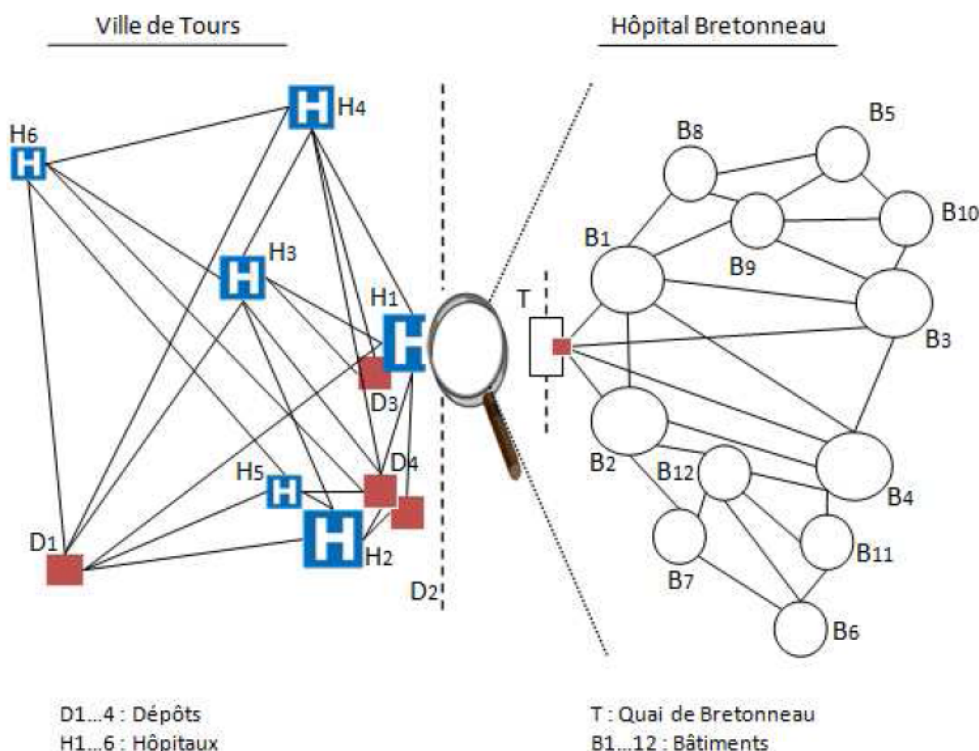 Ville de Tours
Hôpital Bretonneau
H4
H6
H3
H1
D3
H5
D4
D1
H2
D2
T
B8
B5
B10
B1
B9
B3
B2
B12
B4
B7
B11
B6
H
H
H
H
H
H
D1...4 : Dépôts
H1...6 : Hôpitaux
T : Quai de Bretonneau
B1...12 : Bâtiments